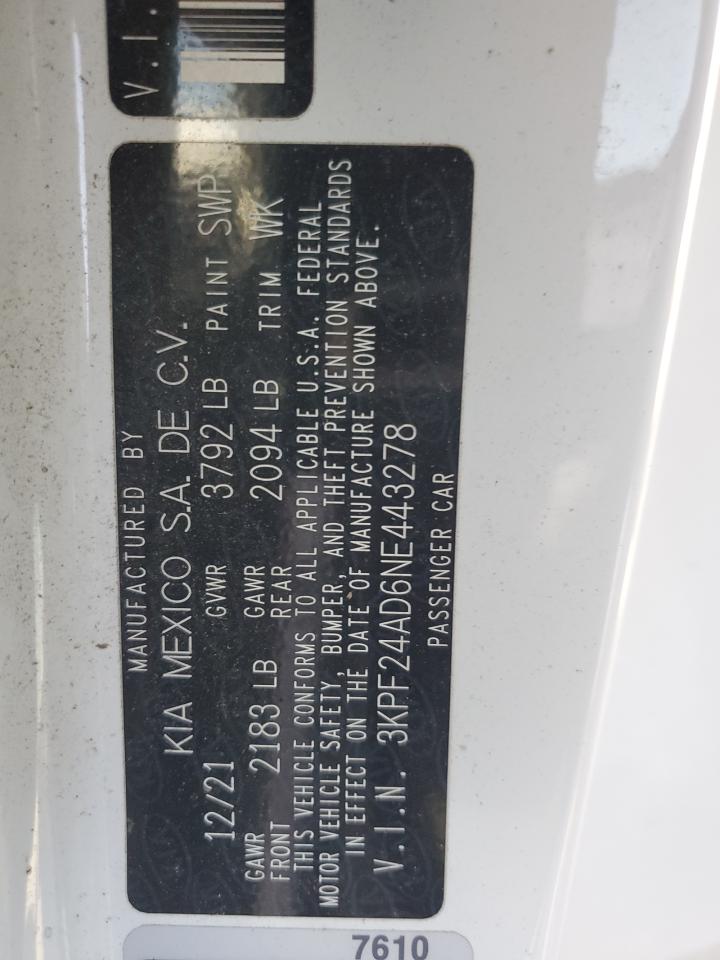 V.I.
MANUFACTURED BY
KIA MEXICO S.A. DE C.V.
12/21 GVWR 3792 LB PAINT SWP
GAWR FRONT 2183 LB GAWR REAR 2094 LB TRIM WK
THIS VEHICLE CONFORMS TO ALL APPLICABLE U.S.A. FEDERAL
MOTOR VEHICLE SAFETY, BUMPER, AND THEFT PREVENTION STANDARDS
IN EFFECT ON THE DATE OF MANUFACTURE SHOWN ABOVE.
V.I.N. 3KPF24AD6NE443278
PASSENGER CAR
7610